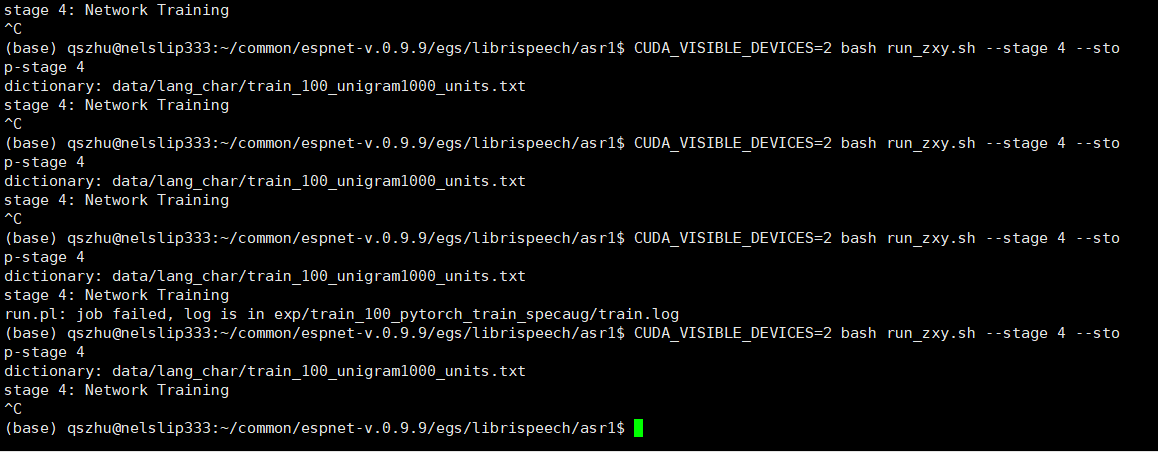 stage 4: Network Training
^C
(base) qszhu@nelslip333:~/common/espnet-v.0.9.9/egs/librispeech/asr1$ CUDA_VISIBLE_DEVICES=2 bash run_zxy.sh --stage 4 --sto
p-stage 4
dictionary: data/lang_char/train_100_unigram1000_units.txt
stage 4: Network Training
^C
(base) qszhu@nelslip333:~/common/espnet-v.0.9.9/egs/librispeech/asr1$ CUDA_VISIBLE_DEVICES=2 bash run_zxy.sh --stage 4 --sto
p-stage 4
dictionary: data/lang_char/train_100_unigram1000_units.txt
stage 4: Network Training
^C
(base) qszhu@nelslip333:~/common/espnet-v.0.9.9/egs/librispeech/asr1$ CUDA_VISIBLE_DEVICES=2 bash run_zxy.sh --stage 4 --sto
p-stage 4
dictionary: data/lang_char/train_100_unigram1000_units.txt
stage 4: Network Training
run.pl: job failed, log is in exp/train_100_pytorch_train_specaug/train.log
(base) qszhu@nelslip333:~/common/espnet-v.0.9.9/egs/librispeech/asr1$ CUDA_VISIBLE_DEVICES=2 bash run_zxy.sh --stage 4 --sto
p-stage 4
dictionary: data/lang_char/train_100_unigram1000_units.txt
stage 4: Network Training
^C
(base) qszhu@nelslip333:~/common/espnet-v.0.9.9/egs/librispeech/asr1$